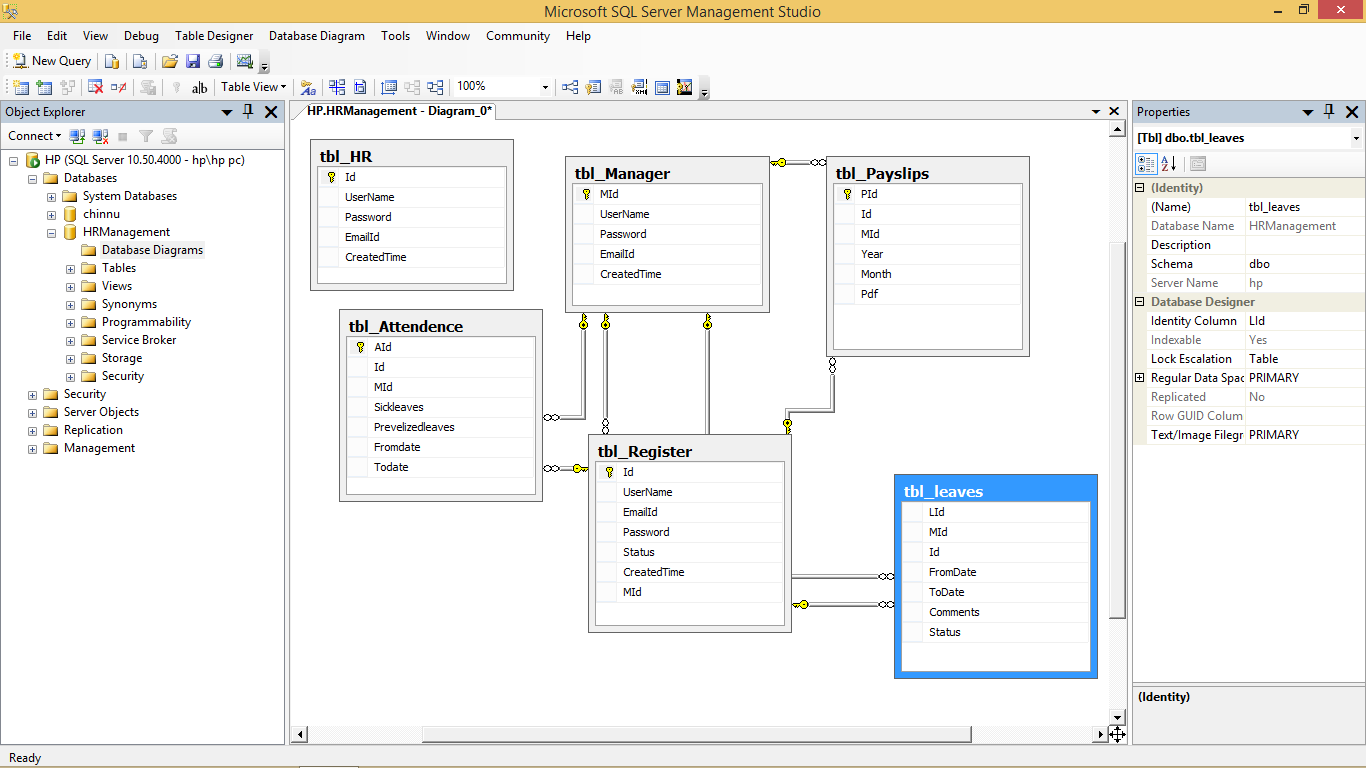 Microsoft SQL Server Management Studio
File Edit View Debug Table Designer Database Diagram Tools Window Community Help
New Query
ab Table View 100%
Object Explorer
Connect
HP (SQL Server 10.50.4000 - hp\hp pc)
Databases
System Databases
chinnu
HRManagement
Database Diagrams
Tables
Views
Synonyms
Programmability
Service Broker
Storage
Security
Security
Server Objects
Replication
Management
HP.HRManagement - Diagram_0*
tbl_HR
Id
UserName
Password
EmailId
CreatedTime
tbl_Manager
MId
UserName
Password
EmailId
CreatedTime
tbl_Payslips
PId
Id
MId
Year
Month
Pdf
tbl_Attendence
AId
Id
MId
Sickleaves
Prevelizedleaves
Fromdate
Todate
tbl_Register
Id
UserName
EmailId
Password
Status
CreatedTime
MId
tbl_leaves
LId
MId
Id
FromDate
ToDate
Comments
Status
Properties
[Tbl] dbo.tbl_leaves
(Identity)
(Name) tbl_leaves
Database Name HRManagement
Description
Schema dbo
Server Name hp
Database Designer
Identity Column LId
Indexable Yes
Lock Escalation Table
Regular Data Spac PRIMARY
Replicated No
Row GUID Colum
Text/Image Filegr PRIMARY
(Identity)
Ready